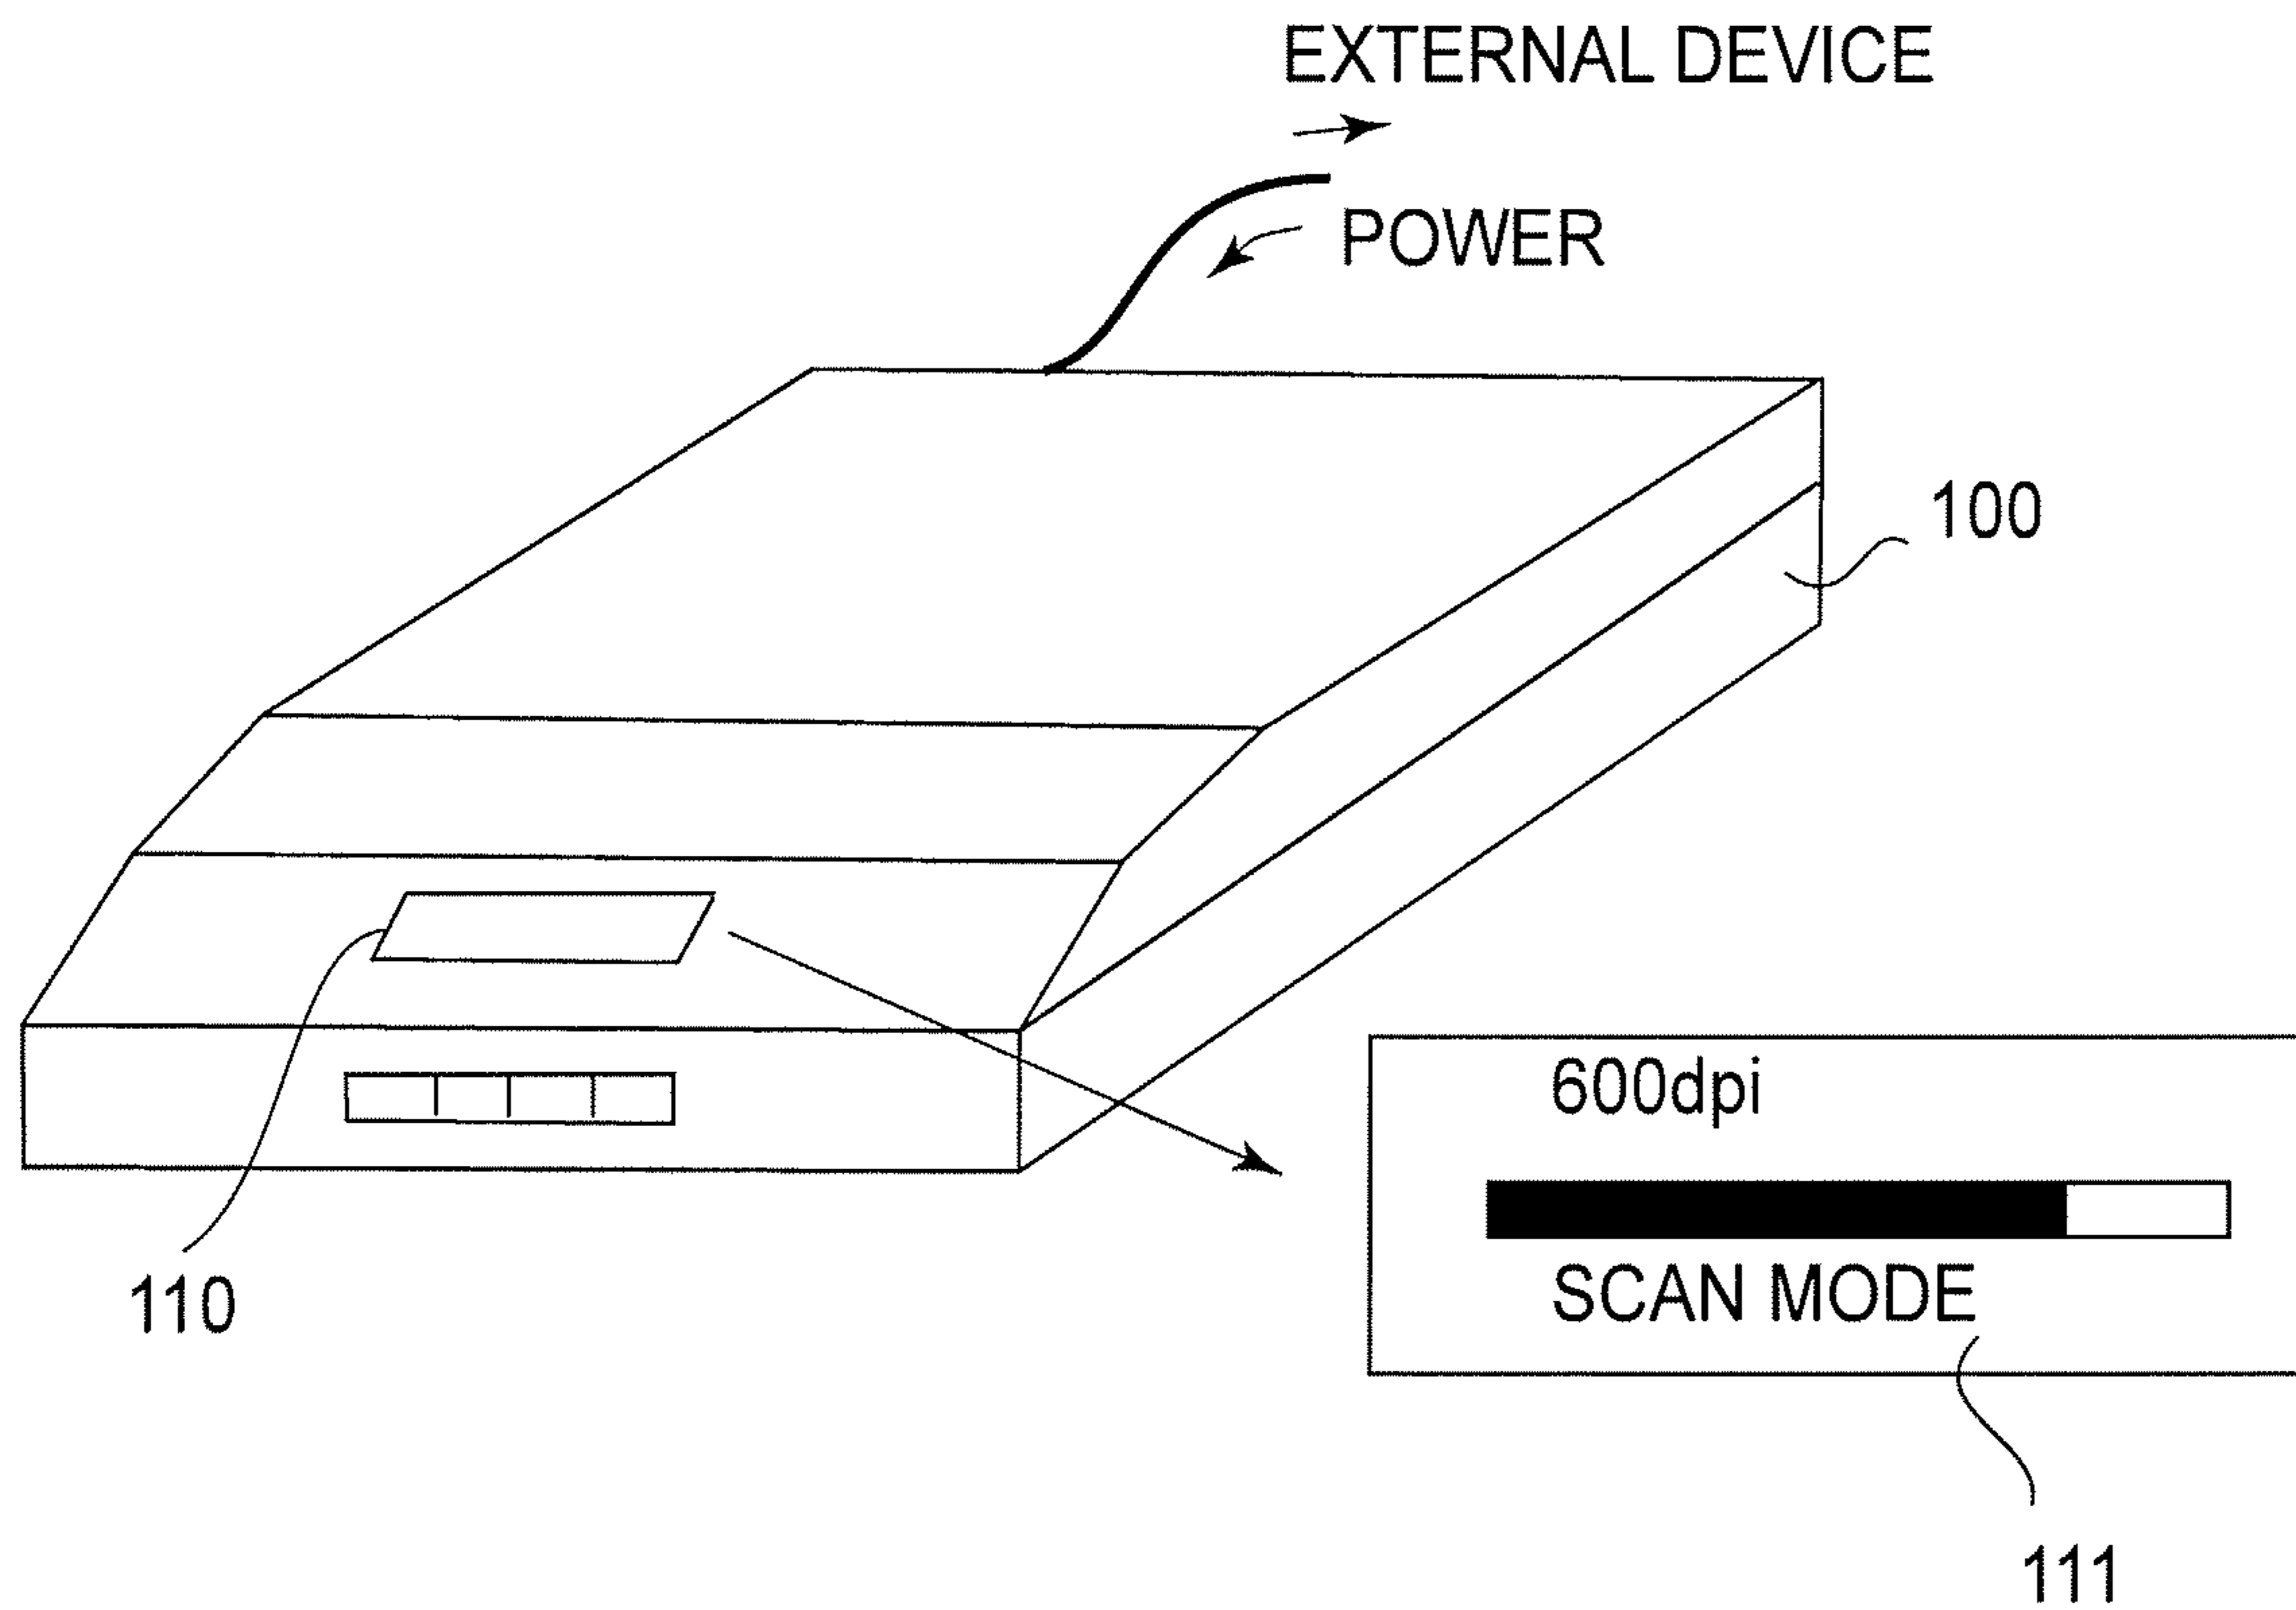 EXTERNAL DEVICE
POWER
100
600dpi
SCAN MODE
110
111